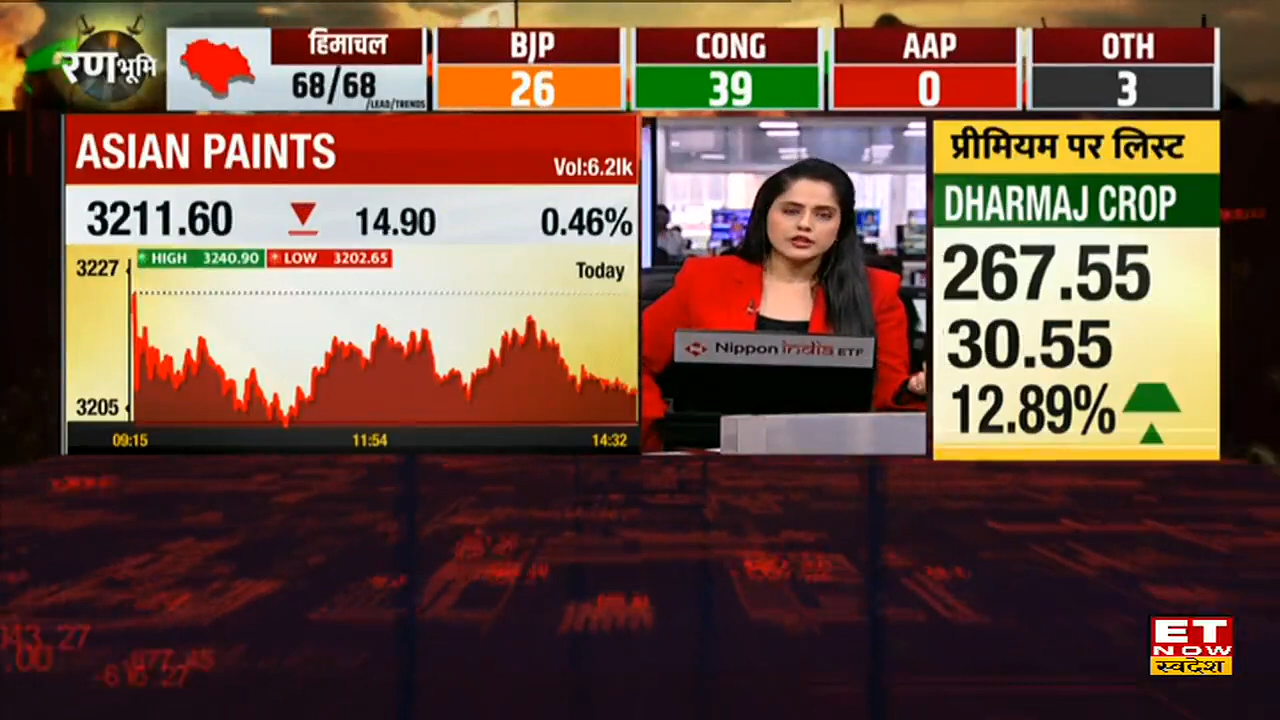 रणभूमि
हिमाचल
68/68
/LEAD/TRENDS
BJP
26
CONG
39
AAP
0
OTH
3
ASIAN PAINTS
Vol:6.2lk
3211.60 14.90 0.46%
HIGH 3240.90 LOW 3202.65
Today
3227
3205
09:15 11:54 14:32
Nippon india ETF
प्रीमियम पर लिस्ट
DHARMAJ CROP
267.55
30.55
12.89%
ET
NOW
स्वदेश